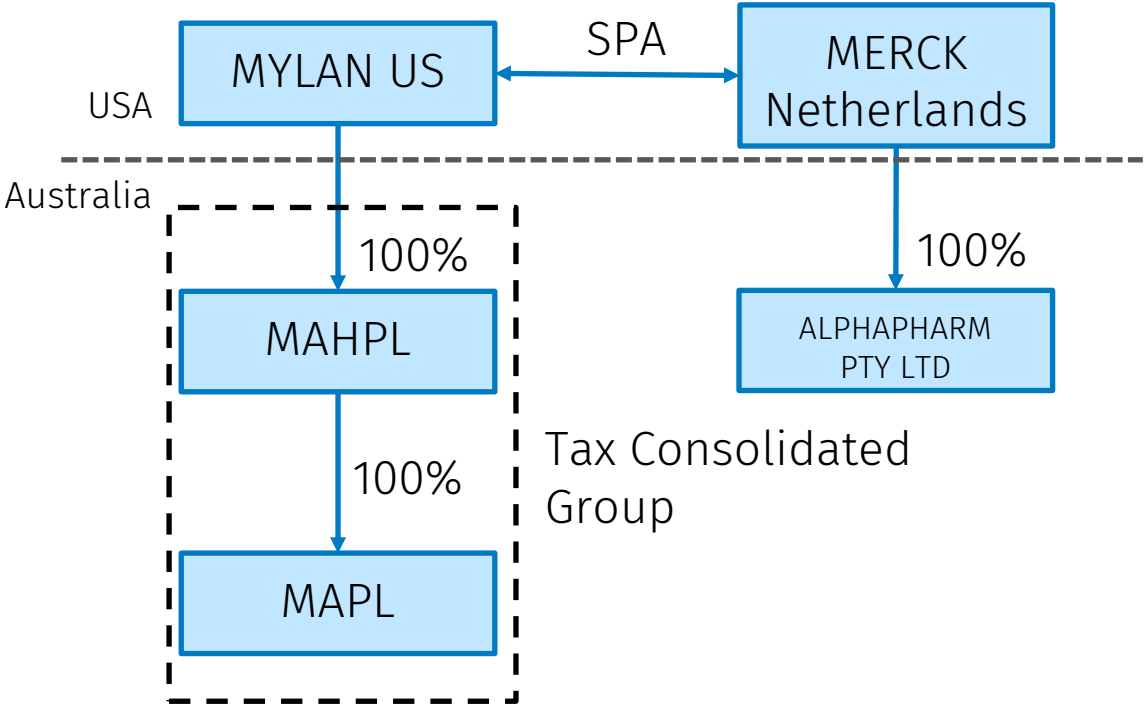 MYLAN US
SPA
MERCK
Netherlands
USA
Australia
100%
100%
MAHPL
ALPHAPHARM
PTY LTD
100%
Tax Consolidated
Group
MAPL